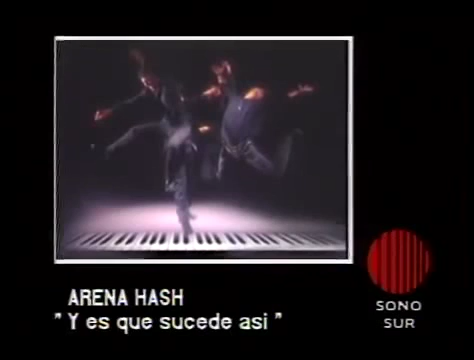 ARENA HASH
" Y es que sucede asi "
SONO
SUR